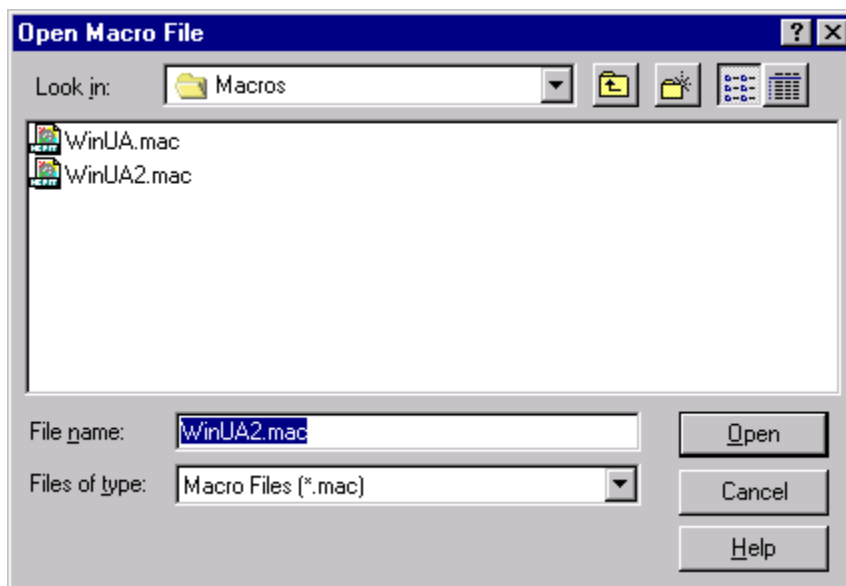 Open Macro File
Look in: Macros
WinUA.mac
WinUA2.mac
File name: WinUA2.mac Open
Files of type: Macro Files (*.mac) Cancel
Help